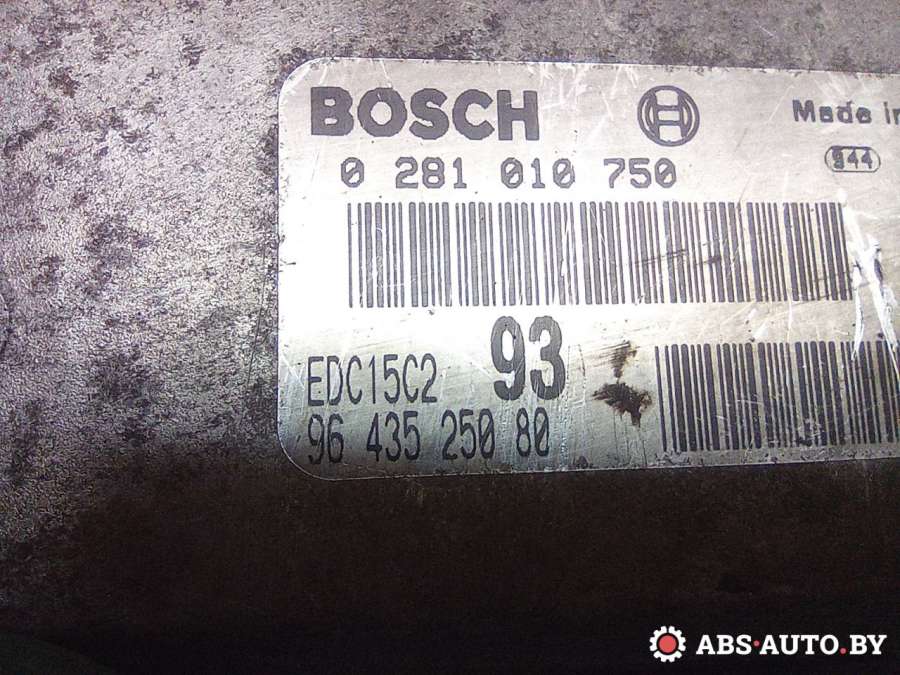 BOSCH
Made in
0 281 010 750
944
EDC15C2
93
96 435 250 80
ABS-AUTO.BY